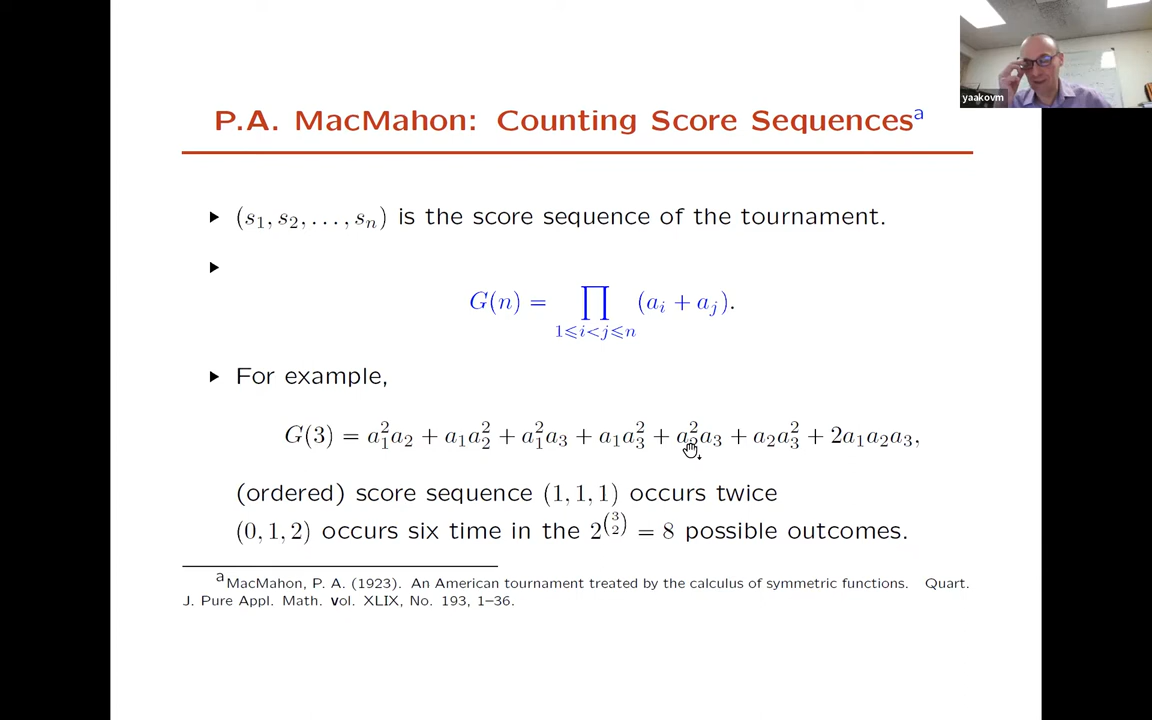 yaakovm
P.A. MacMahon: Counting Score Sequences^a
▶ (s_1, s_2, . . . , s_n) is the score sequence of the tournament.
▶
G(n) = ∏_{1⩽i<j⩽n} (a_i + a_j).
▶ For example,
G(3) = a_1^2a_2 + a_1a_2^2 + a_1^2a_3 + a_1a_3^2 + a_2^2a_3 + a_2a_3^2 + 2a_1a_2a_3,
(ordered) score sequence (1, 1, 1) occurs twice
(0, 1, 2) occurs six time in the 2^{\binom{3}{2}} = 8 possible outcomes.
^aMacMahon, P. A. (1923). An American tournament treated by the calculus of symmetric functions. Quart.
J. Pure Appl. Math. vol. XLIX, No. 193, 1–36.